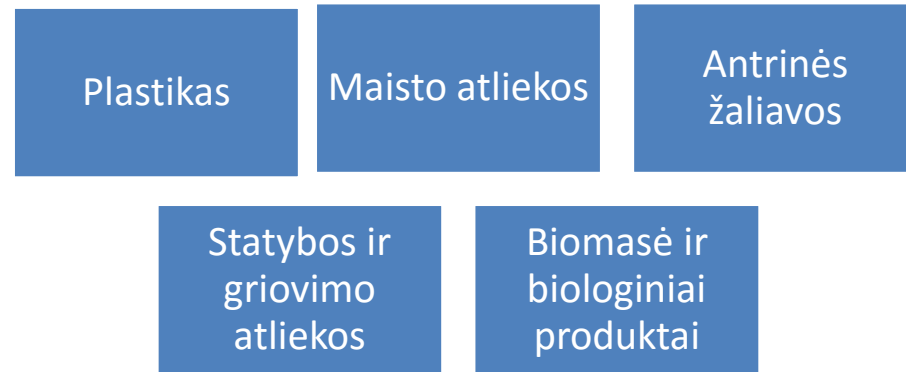 Plastikas
Maisto atliekos
Antrinės
žaliavos
Statybos ir
griovimo
atliekos
Biomasė ir
biologiniai
produktai